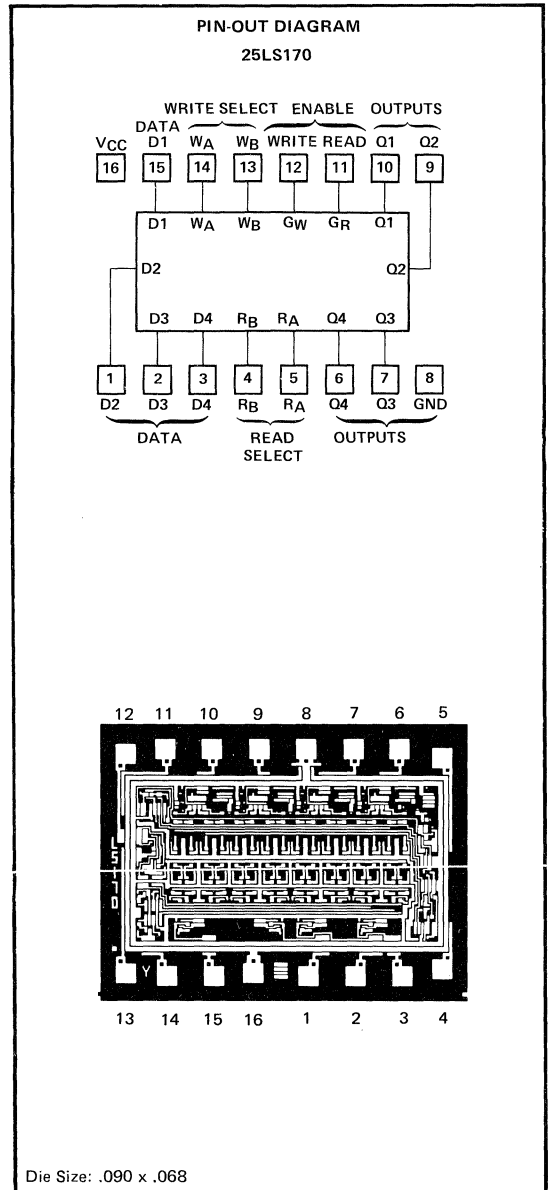 PIN-OUT DIAGRAM
25LS170
WRITE SELECT ENABLE OUTPUTS
DATA
VCC D1 WA WB WRITE READ Q1 Q2
16 15 14 13 12 11 10 9
D1 WA WB GW GR Q1
D2 Q2
D3 D4 RB RA Q4 Q3
1 2 3 4 5 6 7 8
D2 D3 D4 RB RA Q4 Q3 GND
DATA READ SELECT OUTPUTS
12 11 10 9 8 7 6 5
LS170
Y
13 14 15 16 1 2 3 4
Die Size: .090 x .068